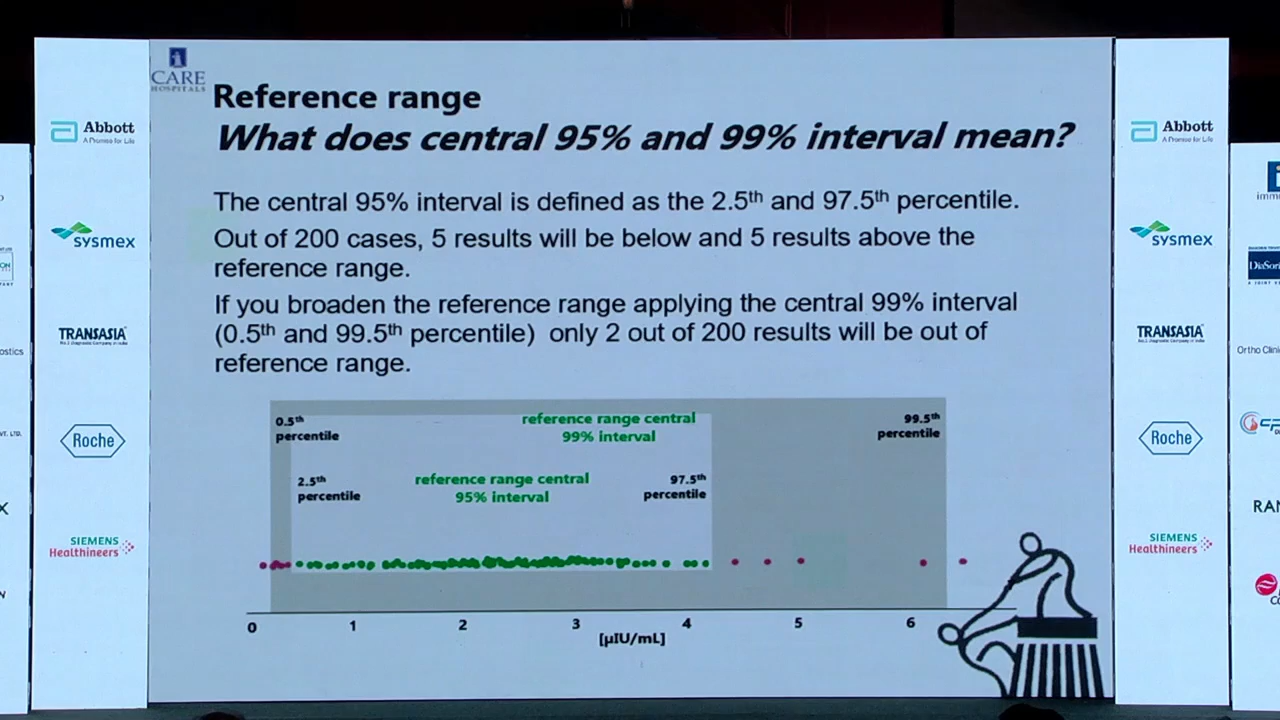 CARE
HOSPITALS
Reference range
What does central 95% and 99% interval mean?
The central 95% interval is defined as the 2.5th and 97.5th percentile.
Out of 200 cases, 5 results will be below and 5 results above the
reference range.
If you broaden the reference range applying the central 99% interval
(0.5th and 99.5th percentile) only 2 out of 200 results will be out of
reference range.
0.5th
percentile
reference range central
99% interval
99.5th
percentile
2.5th
percentile
reference range central
95% interval
97.5th
percentile
0 1 2 3 4 5 6
[µIU/mL]
Abbott
A Promise for Life
sysmex
TRANSASIA
Roche
SIEMENS
Healthineers
Abbott
A Promise for Life
sysmex
TRANSASIA
Roche
SIEMENS
Healthineers
VT. LTD.